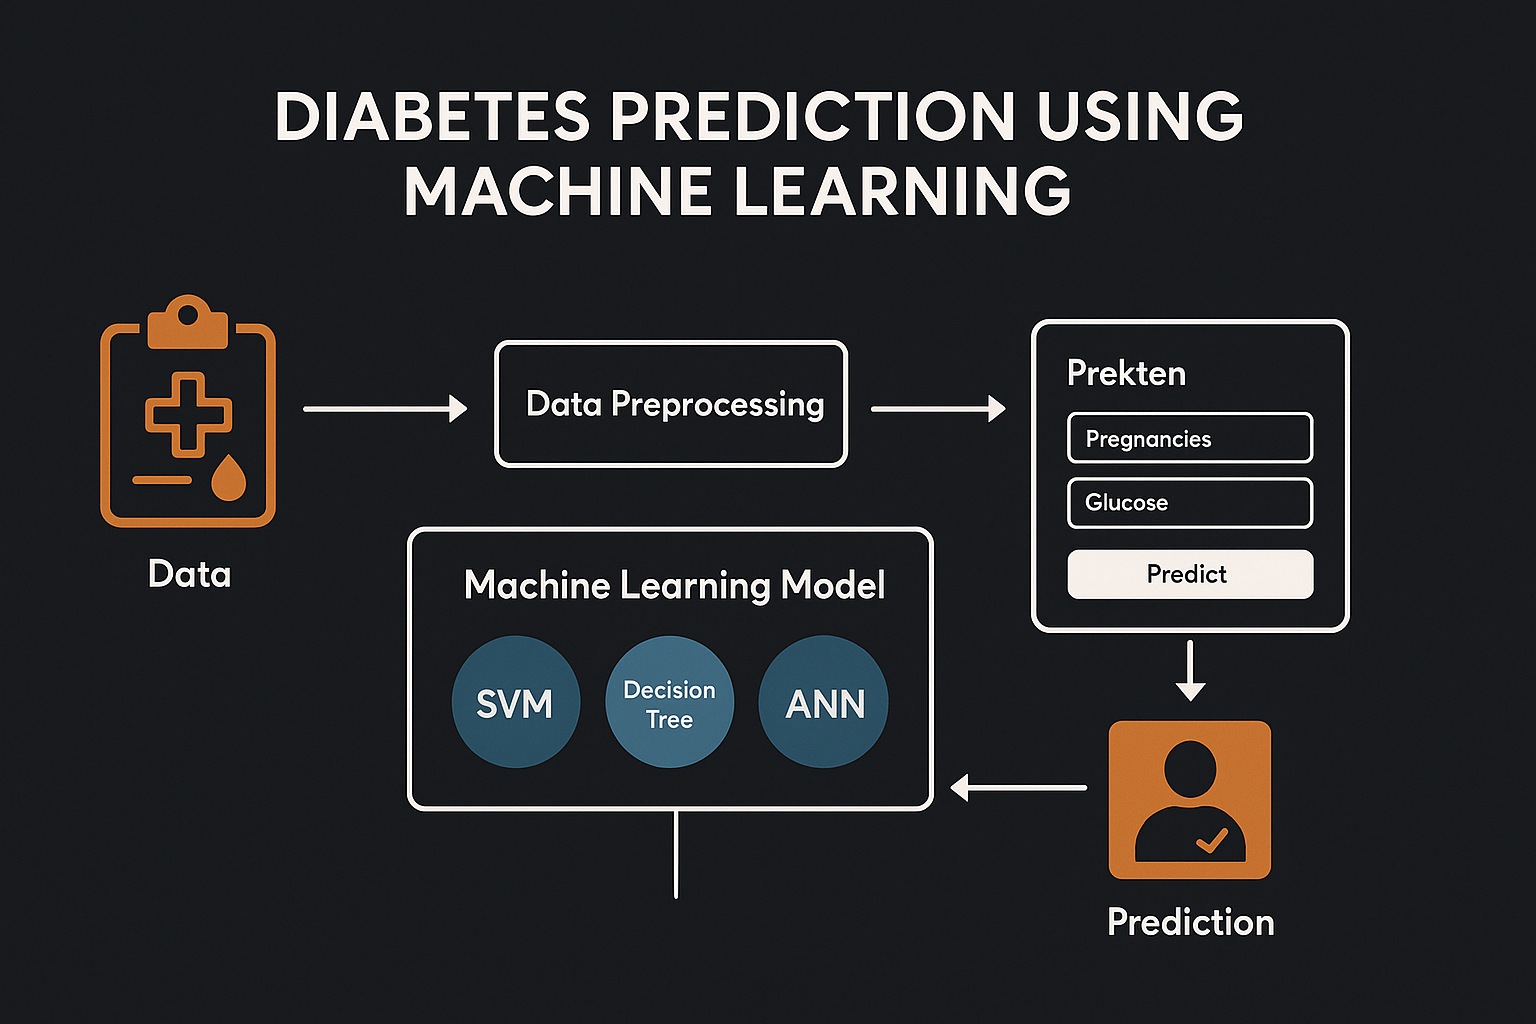 DIABETES PREDICTION USING
MACHINE LEARNING
Data
Data Preprocessing
Prekten
Pregnancies
Glucose
Predict
Machine Learning Model
SVM
Decision
Tree
ANN
Prediction